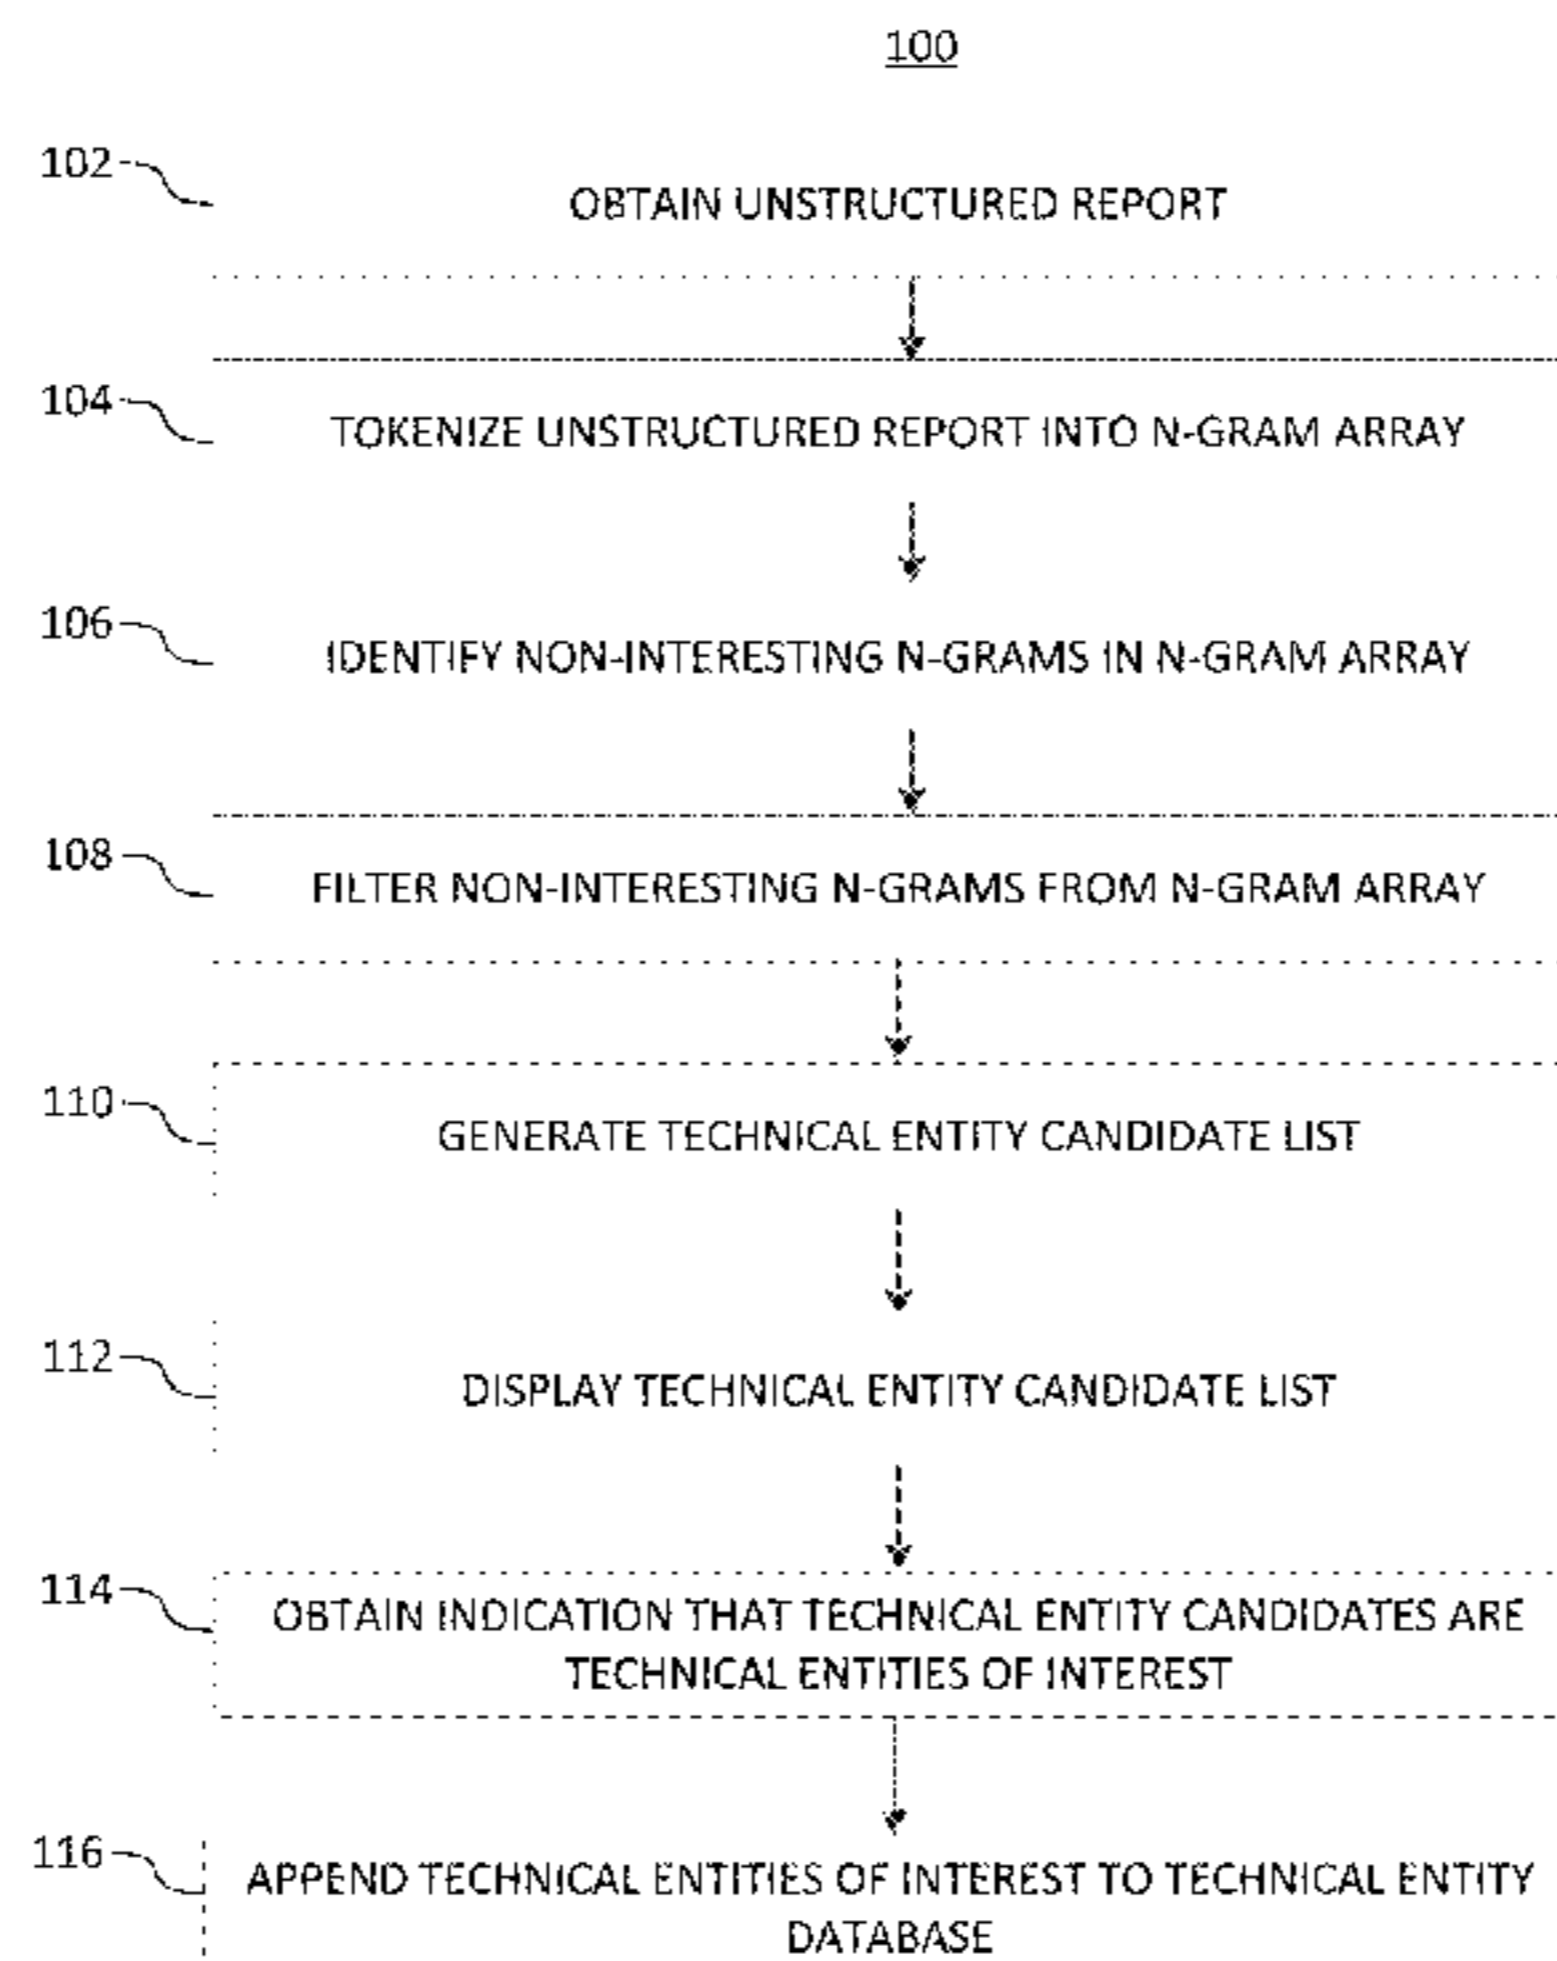 100
102
OBTAIN UNSTRUCTURED REPORT
104
TOKENIZE UNSTRUCTURED REPORT INTO N-GRAM ARRAY
106
IDENTIFY NON-INTERESTING N-GRAMS IN N-GRAM ARRAY
108
FILTER NON-INTERESTING N-GRAMS FROM N-GRAM ARRAY
110
GENERATE TECHNICAL ENTITY CANDIDATE LIST
112
DISPLAY TECHNICAL ENTITY CANDIDATE LIST
114
OBTAIN INDICATION THAT TECHNICAL ENTITY CANDIDATES ARE
TECHNICAL ENTITIES OF INTEREST
116
APPEND TECHNICAL ENTITIES OF INTEREST TO TECHNICAL ENTITY
DATABASE